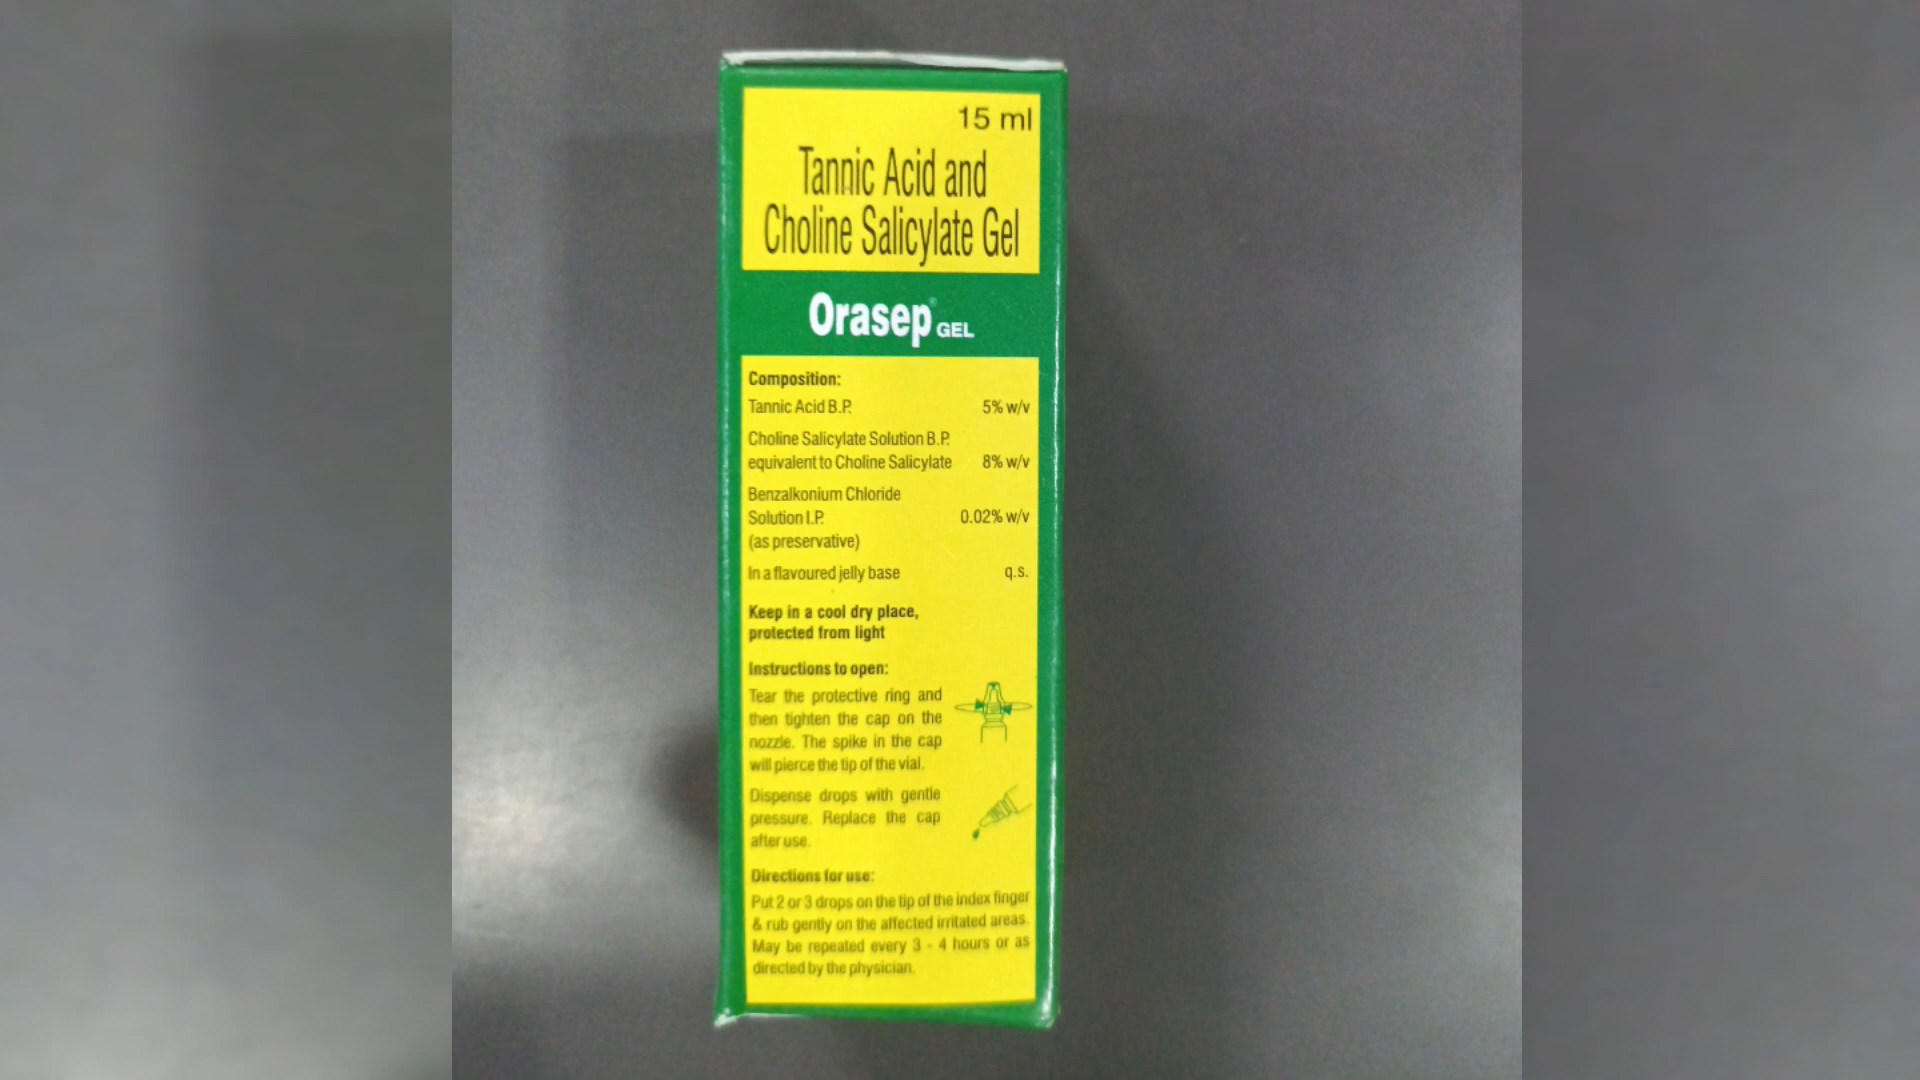 15 ml
Tannic Acid and
Choline Salicylate Gel
Orasep® GEL
Composition:
Tannic Acid B.P. 5% w/v
Choline Salicylate Solution B.P.
equivalent to Choline Salicylate 8% w/v
Benzalkonium Chloride
Solution I.P. 0.02% w/v
(as preservative)
In a flavoured jelly base q.s.
Keep in a cool dry place,
protected from light
Instructions to open:
Tear the protective ring and
then tighten the cap on the
nozzle. The spike in the cap
will pierce the tip of the vial.
Dispense drops with gentle
pressure. Replace the cap
after use.
Directions for use:
Put 2 or 3 drops on the tip of the index finger
& rub gently on the affected irritated areas.
May be repeated every 3 - 4 hours or as
directed by the physician.